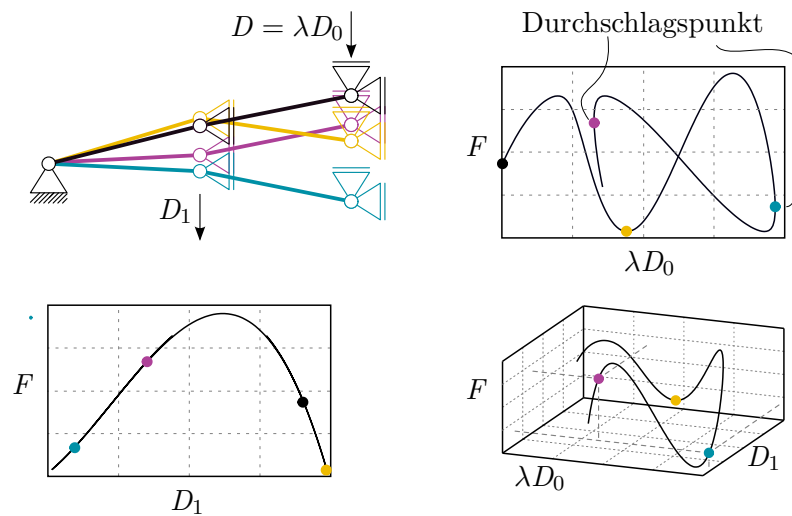 D = λD₀
Durchschlagspunkt
F
D₁
λD₀
F
D₁
F
λD₀
D₁